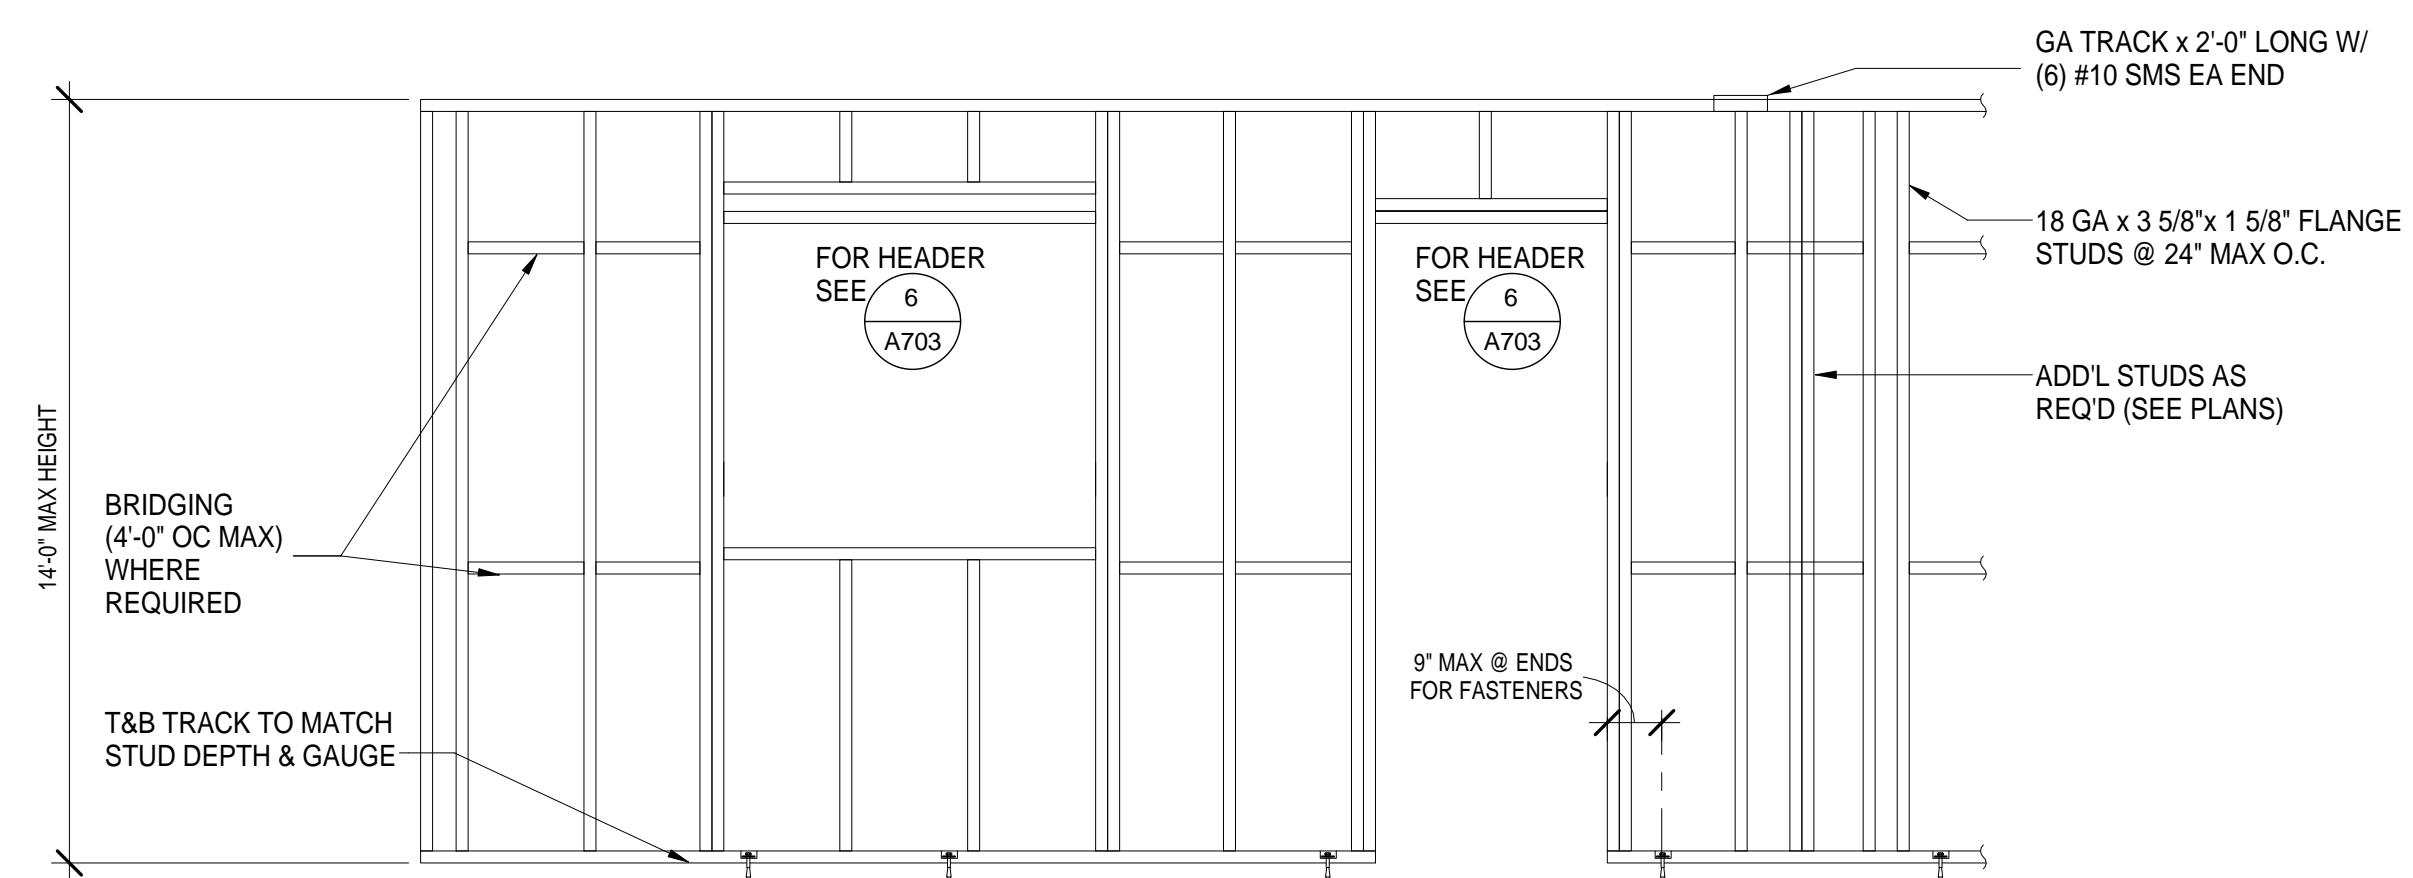 GA TRACK x 2'-0" LONG W/
(6) #10 SMS EA END
18 GA x 3 5/8"x 1 5/8" FLANGE
STUDS @ 24" MAX O.C.
FOR HEADER
SEE
6
A703
FOR HEADER
SEE
6
A703
ADD'L STUDS AS
REQ'D (SEE PLANS)
14'-0" MAX HEIGHT
BRIDGING
(4'-0" OC MAX)
WHERE
REQUIRED
9" MAX @ ENDS
FOR FASTENERS
T&B TRACK TO MATCH
STUD DEPTH & GAUGE